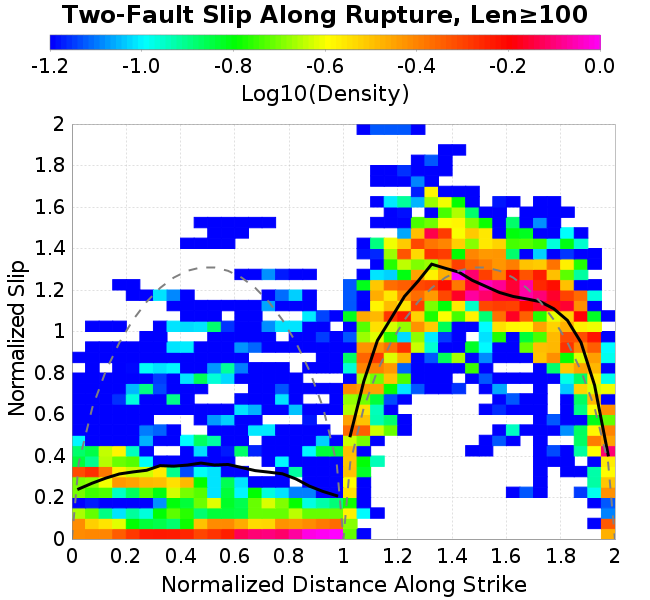 Two-Fault Slip Along Rupture, Len≥100
-1.2 -1.0 -0.8 -0.6 -0.4 -0.2 0.0
Log10(Density)
Normalized Slip
2
1.8
1.6
1.4
1.2
1
0.8
0.6
0.4
0.2
0
0 0.2 0.4 0.6 0.8 1 1.2 1.4 1.6 1.8 2
Normalized Distance Along Strike